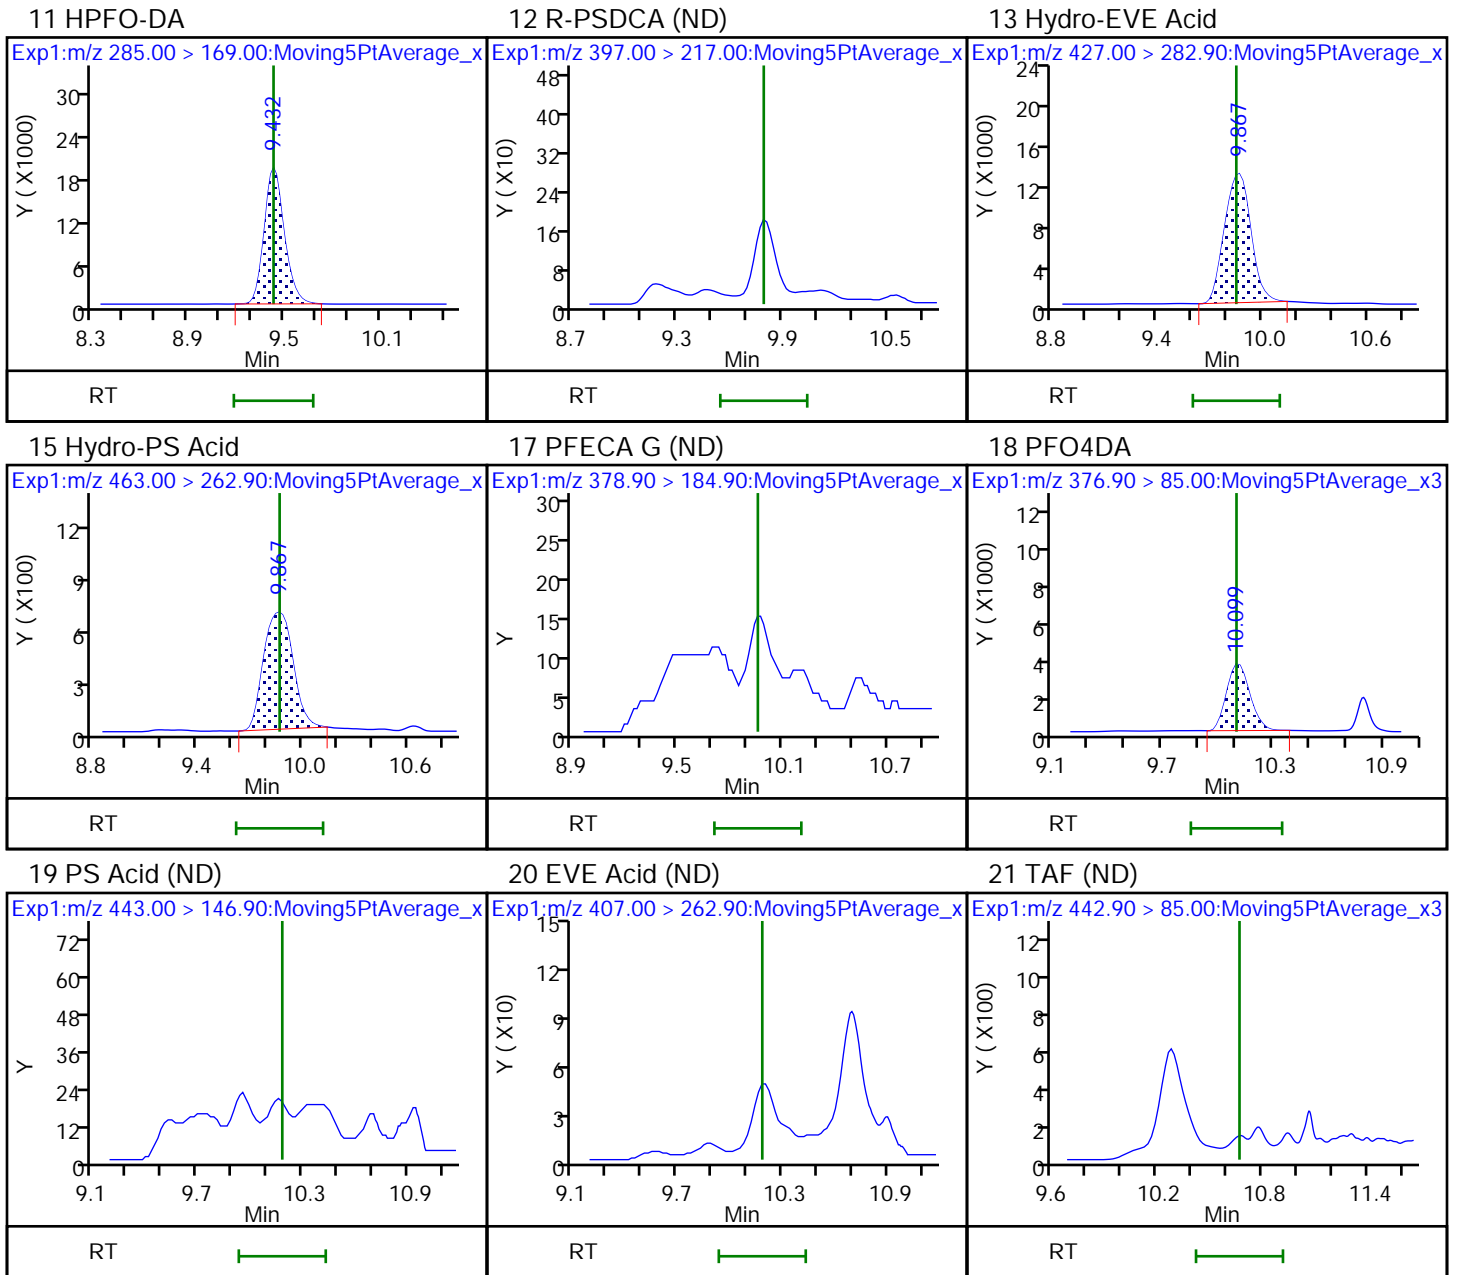 11 HPFO-DA
Exp1:m/z 285.00 > 169.00:Moving5PtAverage_x
Y ( X1000)
30
24
18
12
6
0
9.432
8.3 8.9 9.5 10.1
Min
RT
12 R-PSDCA (ND)
Exp1:m/z 397.00 > 217.00:Moving5PtAverage_x
Y ( X10)
48
40
32
24
16
8
0
8.7 9.3 9.9 10.5
Min
RT
13 Hydro-EVE Acid
Exp1:m/z 427.00 > 282.90:Moving5PtAverage_x
Y ( X1000)
24
20
16
12
8
4
0
9.867
8.8 9.4 10.0 10.6
Min
RT
15 Hydro-PS Acid
Exp1:m/z 463.00 > 262.90:Moving5PtAverage_x
Y ( X100)
12
9
6
3
0
9.867
8.8 9.4 10.0 10.6
Min
RT
17 PFECA G (ND)
Exp1:m/z 378.90 > 184.90:Moving5PtAverage_x
Y
30
25
20
15
10
5
0
8.9 9.5 10.1 10.7
Min
RT
18 PFO4DA
Exp1:m/z 376.90 > 85.00:Moving5PtAverage_x3
Y ( X1000)
12
10
8
6
4
2
0
10.099
9.1 9.7 10.3 10.9
Min
RT
19 PS Acid (ND)
Exp1:m/z 443.00 > 146.90:Moving5PtAverage_x
Y
72
60
48
36
24
12
0
9.1 9.7 10.3 10.9
Min
RT
20 EVE Acid (ND)
Exp1:m/z 407.00 > 262.90:Moving5PtAverage_x
Y ( X10)
15
12
9
6
3
0
9.1 9.7 10.3 10.9
Min
RT
21 TAF (ND)
Exp1:m/z 442.90 > 85.00:Moving5PtAverage_x3
Y ( X100)
12
10
8
6
4
2
0
9.6 10.2 10.8 11.4
Min
RT